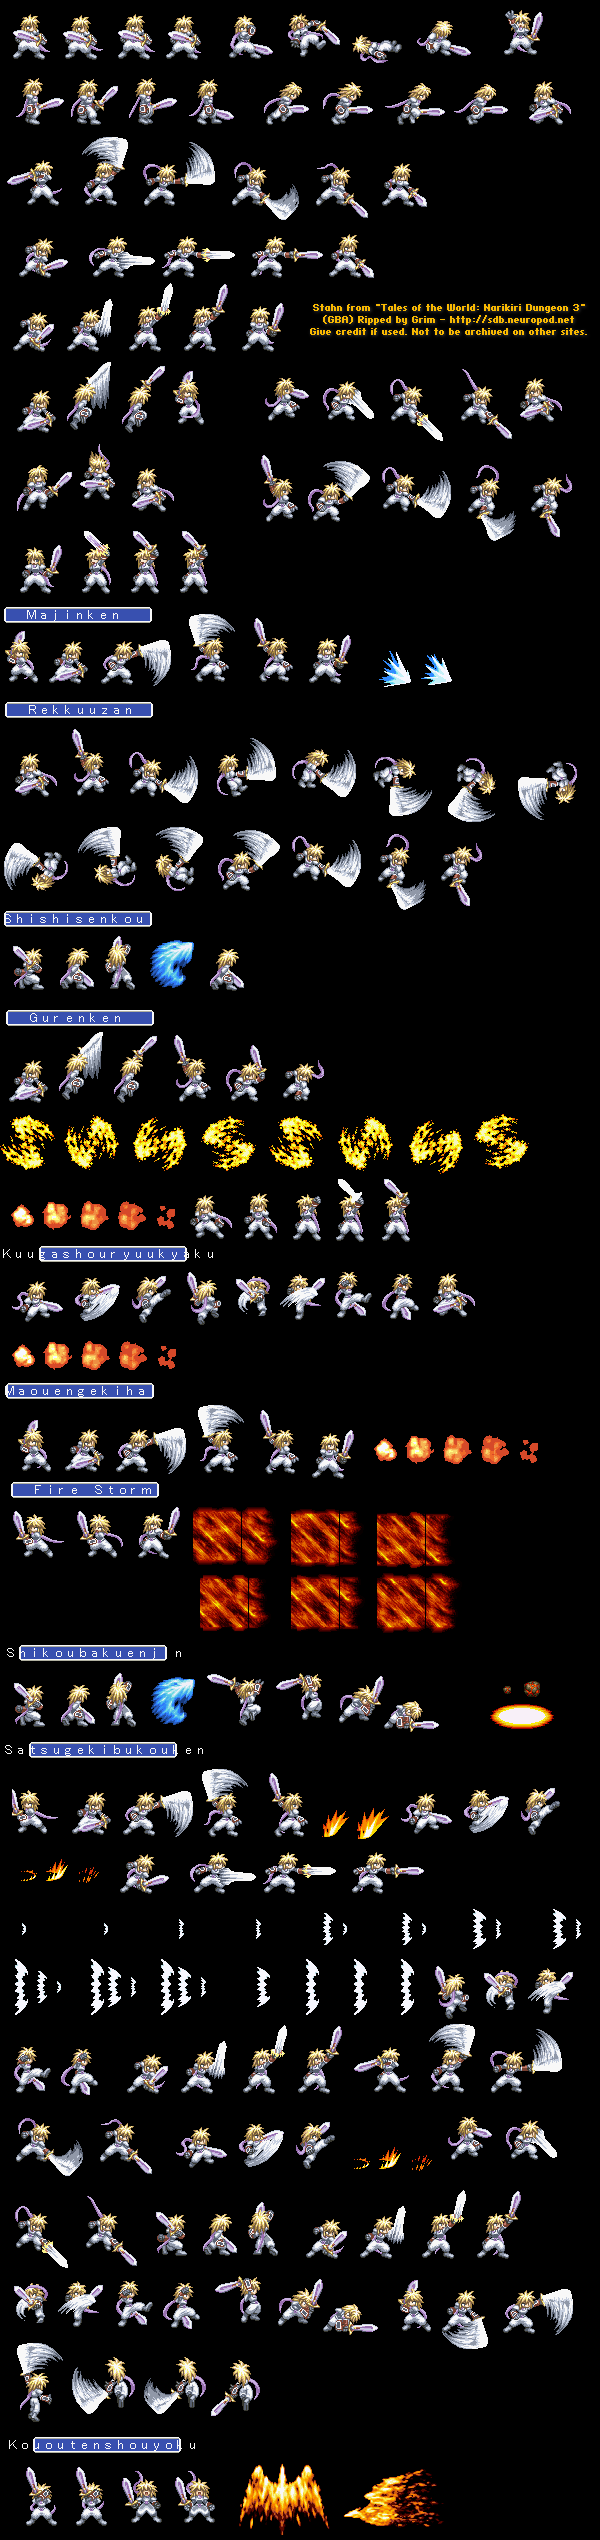 Stahn from "Tales of the World: Narikiri Dungeon 3"
(GBA) Ripped by Grim - http://sdb.neuropod.net
Give credit if used. Not to be archived on other sites.
Majinken
Rekkuuzan
Shishisenkou
Gurenken
Kuugashouryuukyaku
Maouengekiha
Fire Storm
Shikoubakuenjin
Satsugekibukouken
Kououtenshouyoku